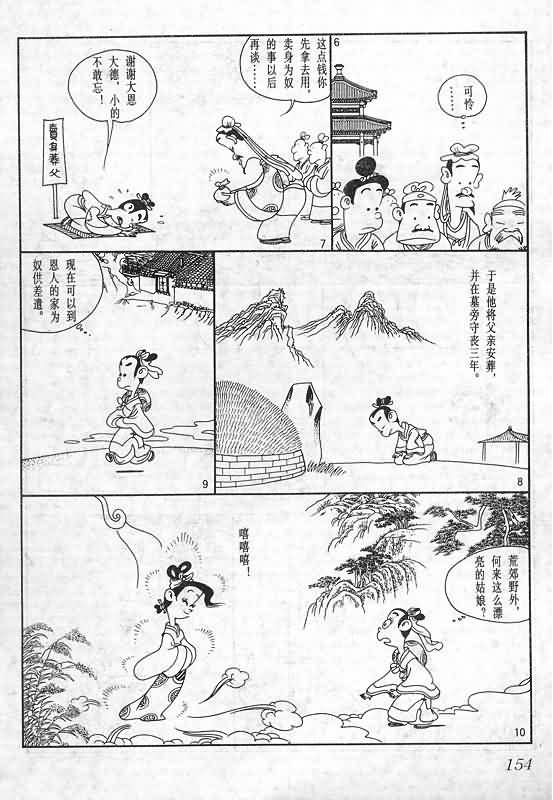 6
可怜
……
这点钱你
先拿去用，
卖身为奴
的事以后
再谈……
谢谢大恩
大德，小的
不敢忘！
賣身葬父
7
于是他将父亲安葬，
并在墓旁守丧三年。
8
现在可以到
恩人的家为
奴供差遣。
9
荒郊野外，
何来这么漂
亮的姑娘？
嘻嘻嘻！
10
154